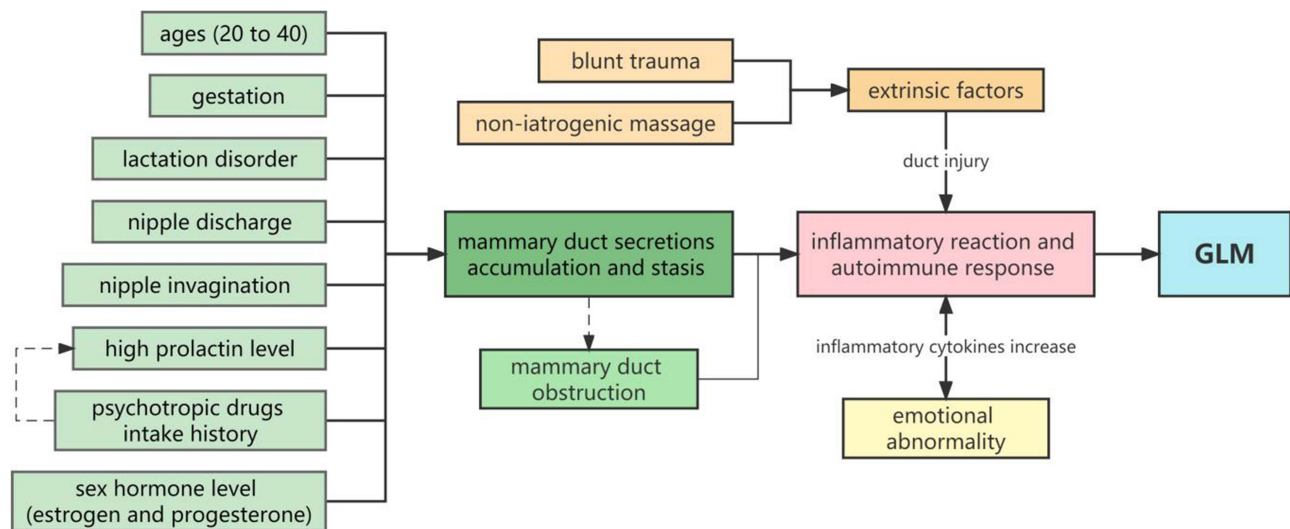 ages (20 to 40)
gestation
lactation disorder
nipple discharge
nipple invagination
high prolactin level
psychotropic drugs
intake history
sex hormone level
(estrogen and progesterone)
mammary duct secretions
accumulation and stasis
mammary duct
obstruction
blunt trauma
non-iatrogenic massage
extrinsic factors
duct injury
inflammatory reaction and
autoimmune response
inflammatory cytokines increase
emotional
abnormality
GLM